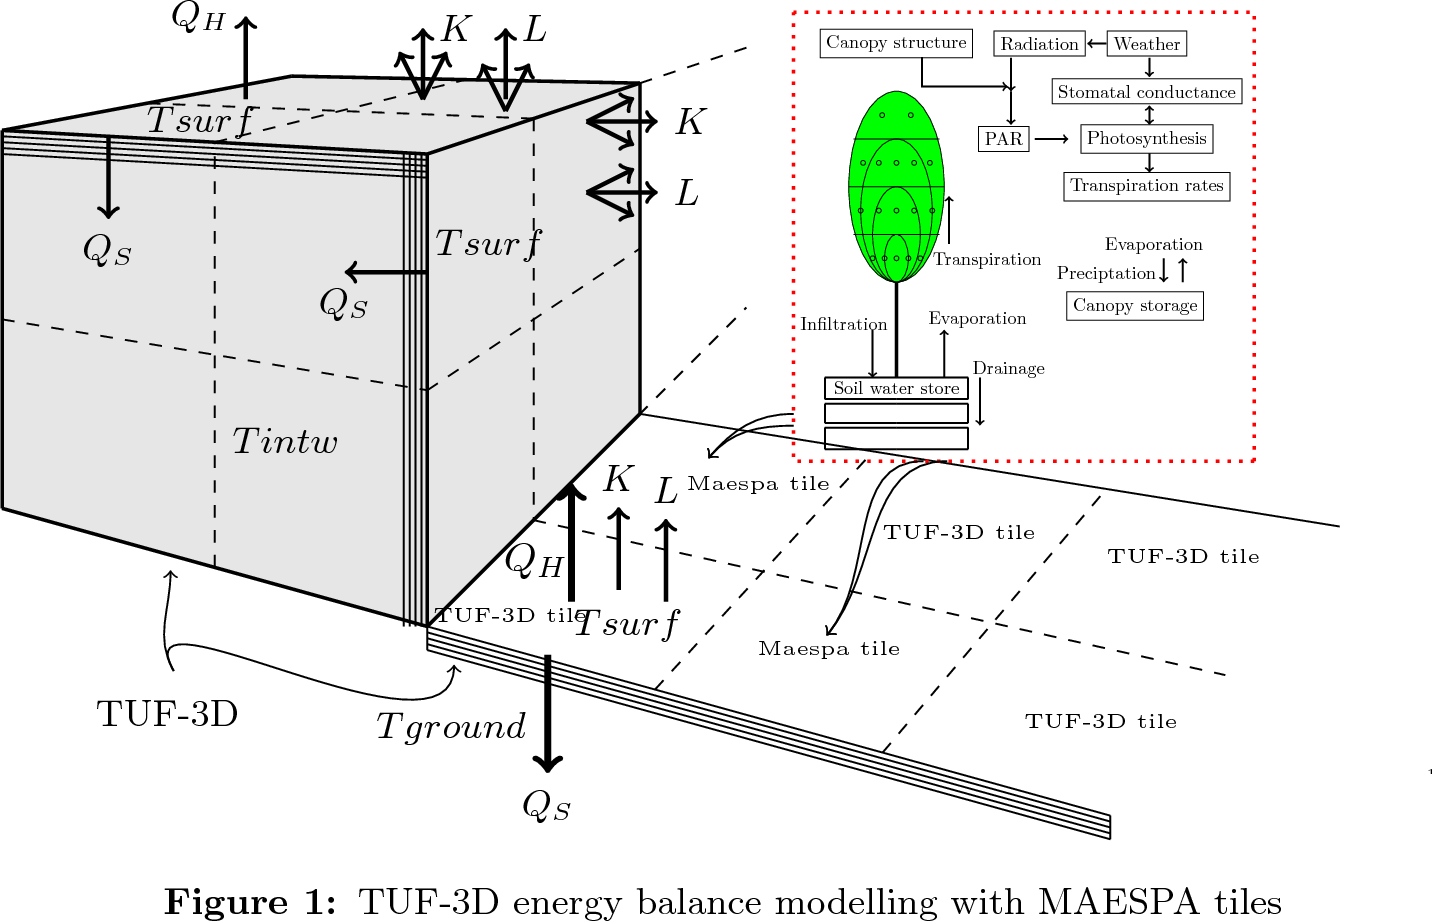 Q_H
K
L
Canopy structure
Radiation
Weather
Stomatal conductance
Tsurf
K
PAR
Photosynthesis
L
Transpiration rates
Q_S
Tsurf
Evaporation
Transpiration
Preciptation
Q_S
Canopy storage
Infiltration
Evaporation
Drainage
Soil water store
Tintw
K
L
Maespa tile
Q_H
TUF-3D tile
TUF-3D tile
TUF-3D tile
Tsurf
Maespa tile
TUF-3D
Tground
TUF-3D tile
Q_S
Figure 1: TUF-3D energy balance modelling with MAESPA tiles